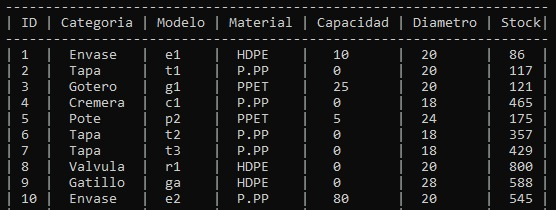 -----------------------------------------------------------------
| ID | Categoria | Modelo | Material | Capacidad | Diametro | Stock|
-----------------------------------------------------------------
| 1 | Envase | e1 | HDPE | 10 | 20 | 86 |
| 2 | Tapa | t1 | P.PP | 0 | 20 | 117 |
| 3 | Gotero | g1 | PPET | 25 | 20 | 121 |
| 4 | Cremera | c1 | P.PP | 0 | 18 | 465 |
| 5 | Pote | p2 | PPET | 5 | 24 | 175 |
| 6 | Tapa | t2 | P.PP | 0 | 18 | 357 |
| 7 | Tapa | t3 | P.PP | 0 | 18 | 429 |
| 8 | Valvula | r1 | HDPE | 0 | 20 | 800 |
| 9 | Gatillo | ga | HDPE | 0 | 28 | 588 |
| 10 | Envase | e2 | P.PP | 80 | 20 | 545 |
-----------------------------------------------------------------